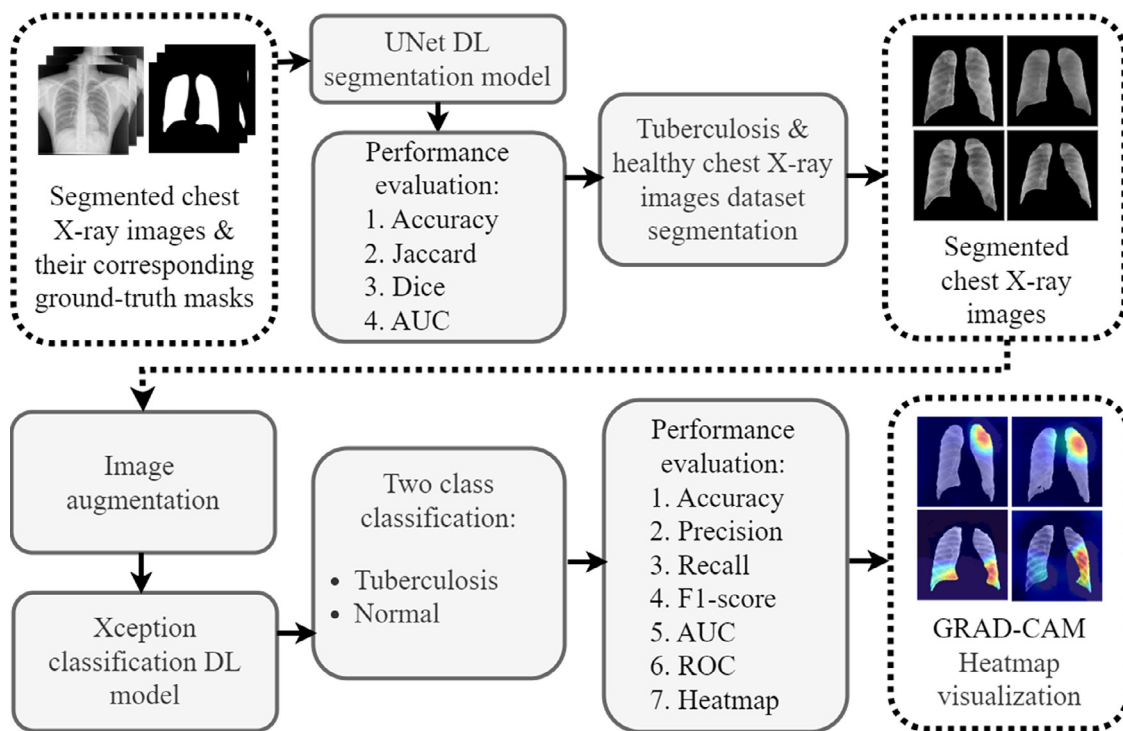 Segmented chest
X-ray images &
their corresponding
ground-truth masks
UNet DL
segmentation model
Performance
evaluation:
1. Accuracy
2. Jaccard
3. Dice
4. AUC
Tuberculosis &
healthy chest X-ray
images dataset
segmentation
Segmented
chest X-ray
images
Image
augmentation
Xception
classification DL
model
Two class
classification:
• Tuberculosis
• Normal
Performance
evaluation:
1. Accuracy
2. Precision
3. Recall
4. F1-score
5. AUC
6. ROC
7. Heatmap
GRAD-CAM
Heatmap
visualization